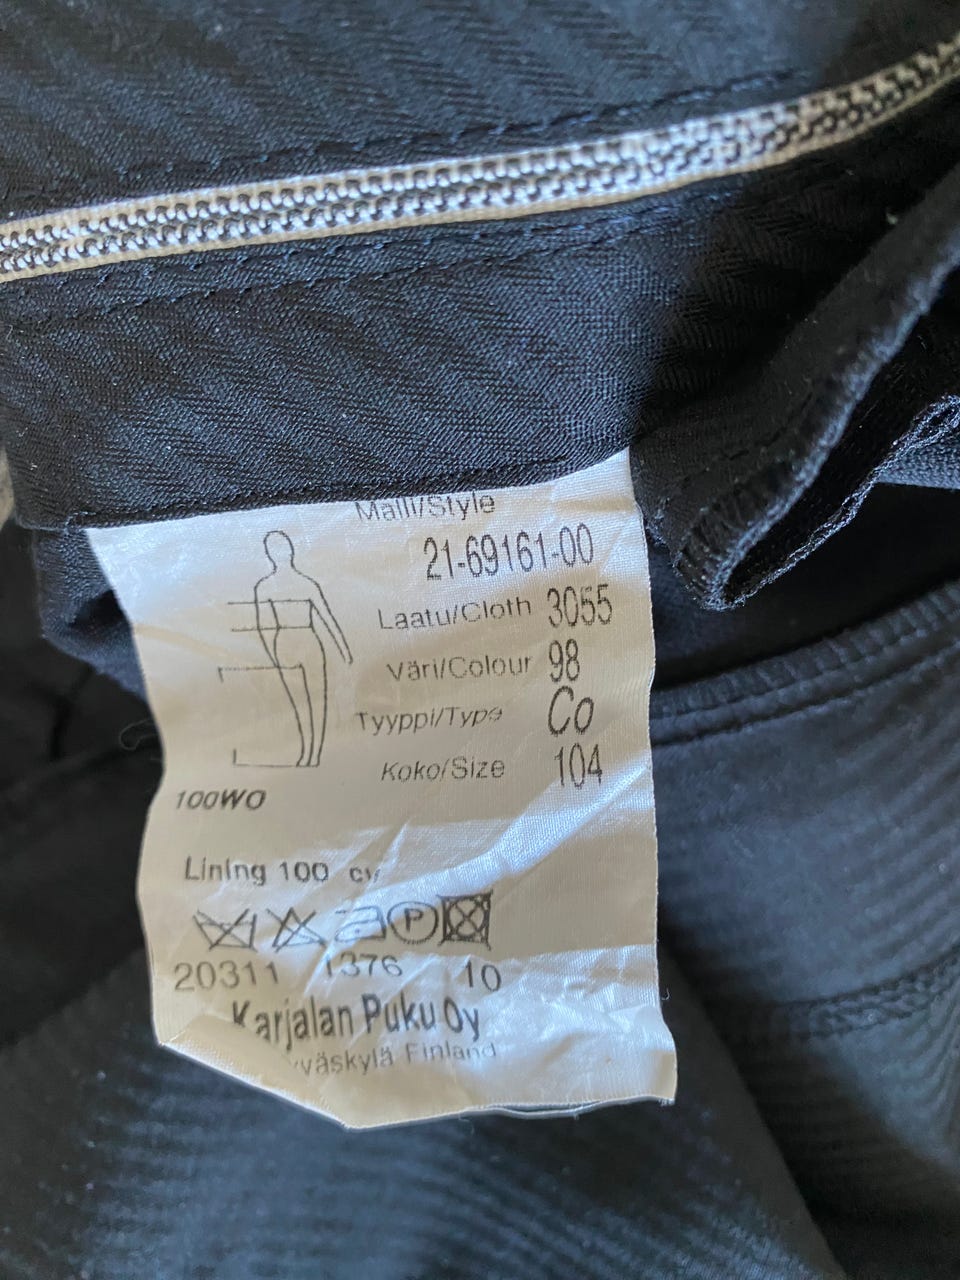 Malli/Style
21-69161-00
Laatu/Cloth 3055
Väri/Colour 98
Tyyppi/Type Co
Koko/Size 104
100WO
Lining 100
P
20311 1376 10
Karjalan Puku Oy
yväskylä Finland